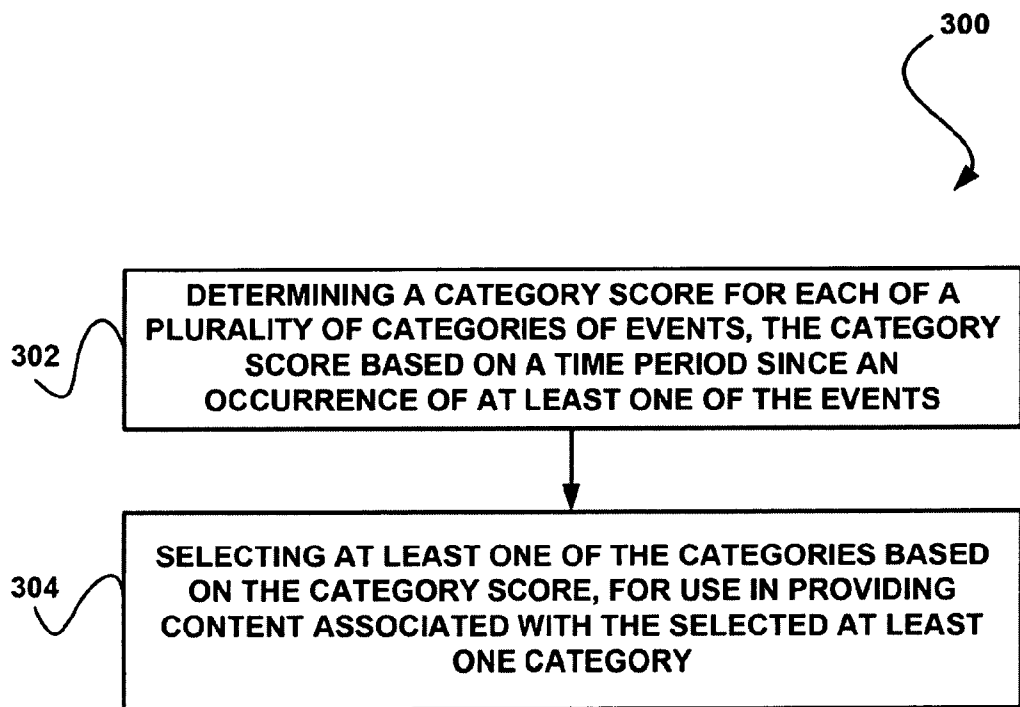 300
302
DETERMINING A CATEGORY SCORE FOR EACH OF A
PLURALITY OF CATEGORIES OF EVENTS, THE CATEGORY
SCORE BASED ON A TIME PERIOD SINCE AN
OCCURRENCE OF AT LEAST ONE OF THE EVENTS
304
SELECTING AT LEAST ONE OF THE CATEGORIES BASED
ON THE CATEGORY SCORE, FOR USE IN PROVIDING
CONTENT ASSOCIATED WITH THE SELECTED AT LEAST
ONE CATEGORY